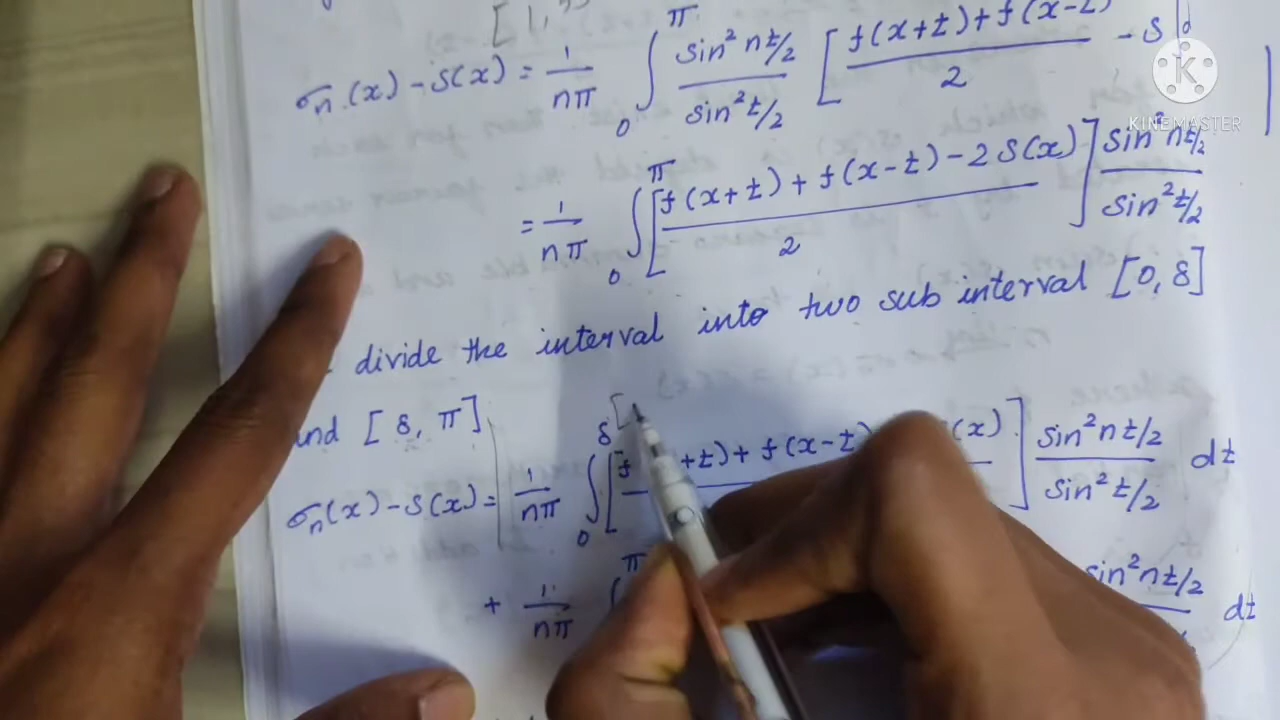 [1,
σn(x) - S(x) = 1/nπ ∫₀^π sin²nt/2 / sin²t/2 [ f(x+t) + f(x-t) / 2 - S
KINEMASTER
= 1/nπ ∫₀^π [ f(x+t) + f(x-t) - 2S(x) / 2 ] sin²nt/2 / sin²t/2
divide the interval into two sub interval [0, δ]
and [δ, π]
σn(x) - S(x) = 1/nπ ∫₀^δ [ f +t) + f(x-t) (x) ] sin²nt/2 / sin²t/2 dt
+ 1/nπ ∫^π sin²nt/2 dt